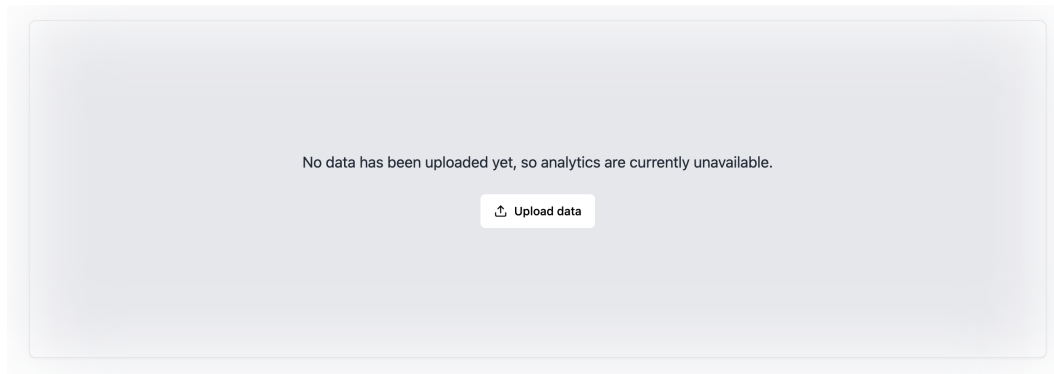 No data has been uploaded yet, so analytics are currently unavailable.
Upload data